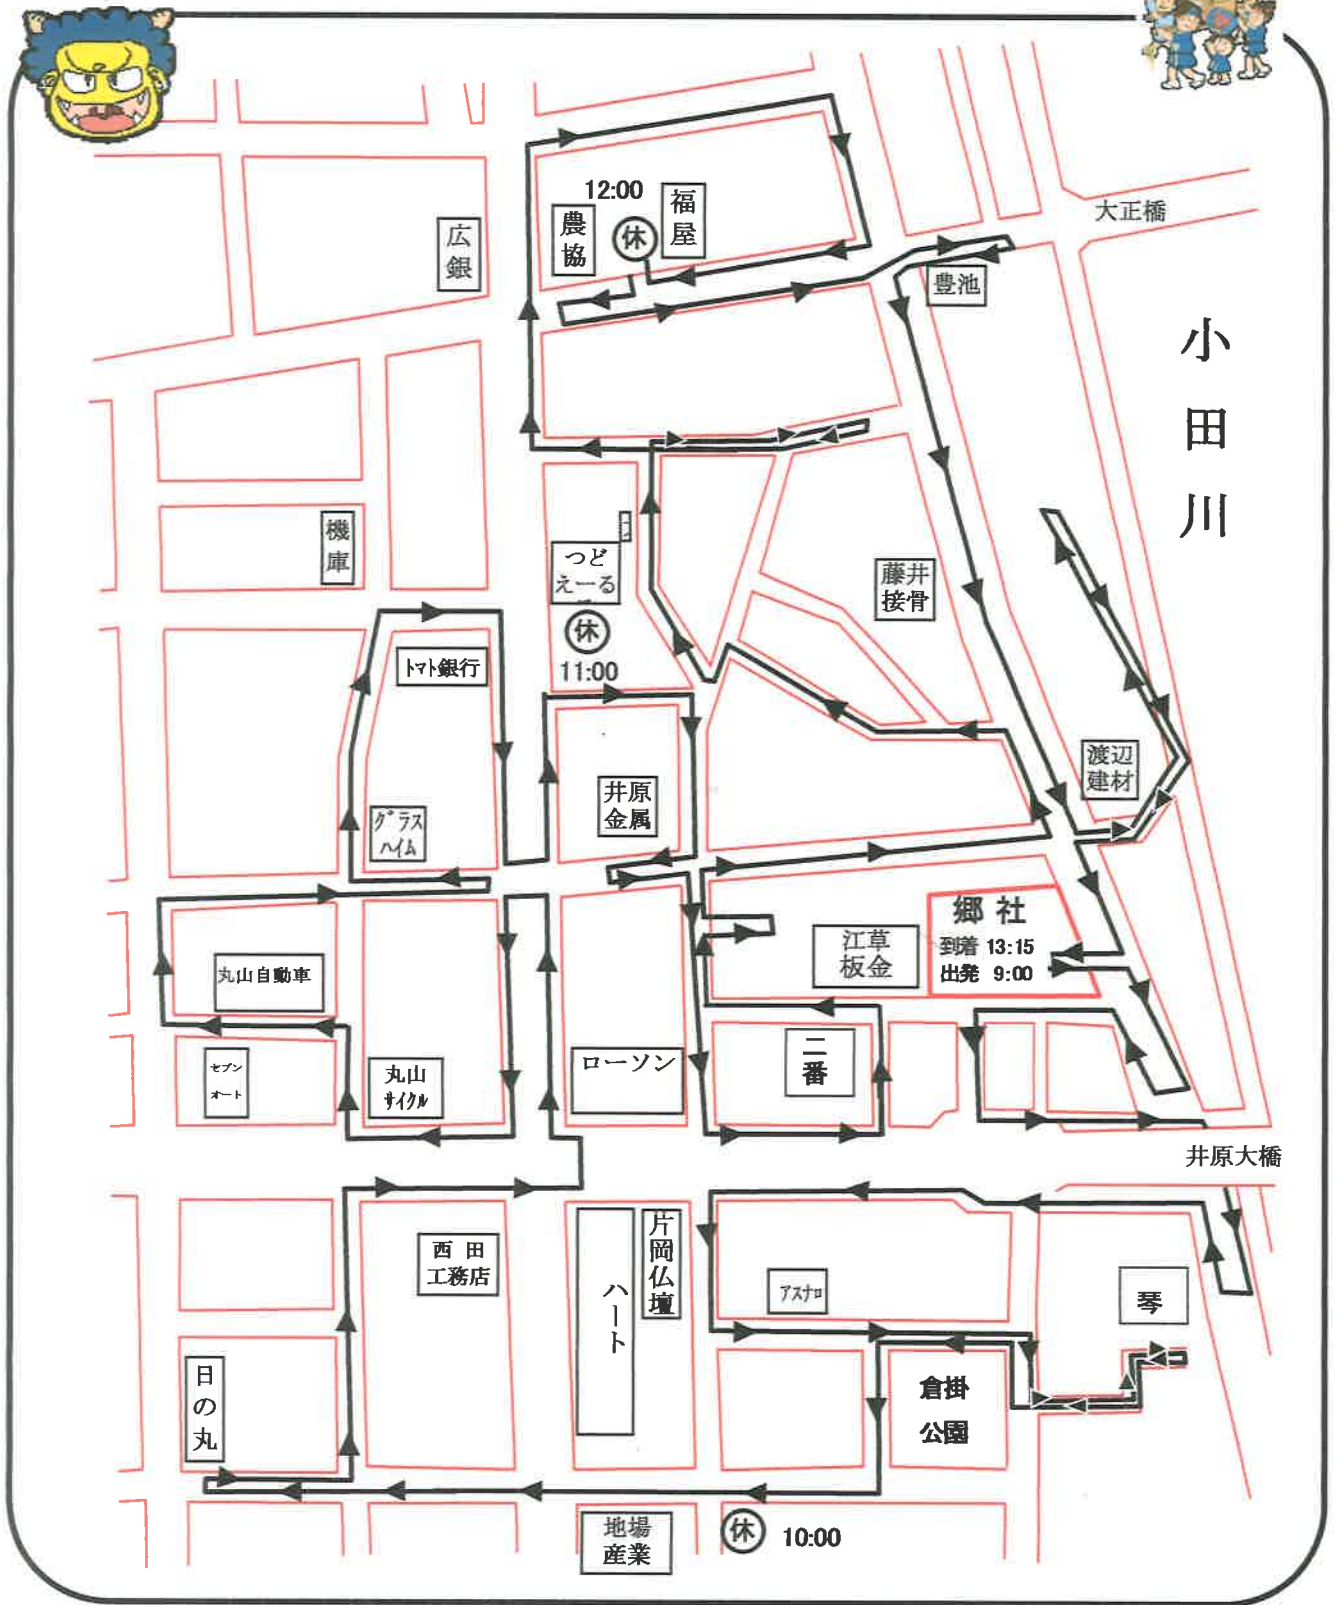 大正橋
12:00
福屋
農協
休
広銀
豊池
小田川
機庫
つど
えーる
休
11:00
藤井
接骨
トマト銀行
渡辺
建材
井原
金属
グラス
ハイム
郷社
到着 13:15
出発 9:00
江草
板金
丸山自動車
ローソン
二番
セブン
オート
丸山
サイクル
井原大橋
片岡仏壇
西田
工務店
ハート
アスナロ
琴
日の丸
倉掛
公園
地場
産業
休 10:00